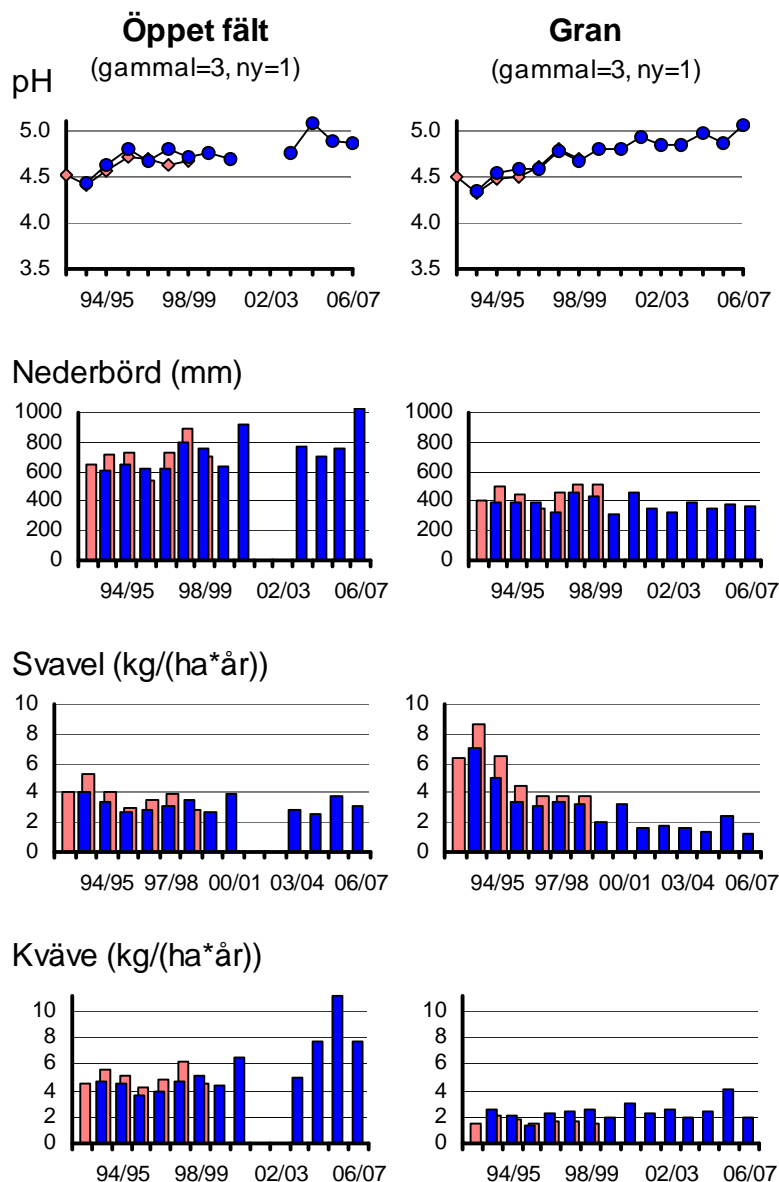 Öppet fält
(gammal=3, ny=1)
Gran
(gammal=3, ny=1)
pH
5.0
4.5
4.0
3.5
94/95 98/99 02/03 06/07
5.0
4.5
4.0
3.5
94/95 98/99 02/03 06/07
Nederbörd (mm)
1000
800
600
400
200
0
94/95 98/99 02/03 06/07
1000
800
600
400
200
0
94/95 98/99 02/03 06/07
Svavel (kg/(ha*år))
10
8
6
4
2
0
94/95 97/98 00/01 03/04 06/07
10
8
6
4
2
0
94/95 97/98 00/01 03/04 06/07
Kväve (kg/(ha*år))
10
8
6
4
2
0
94/95 98/99 02/03 06/07
10
8
6
4
2
0
94/95 98/99 02/03 06/07